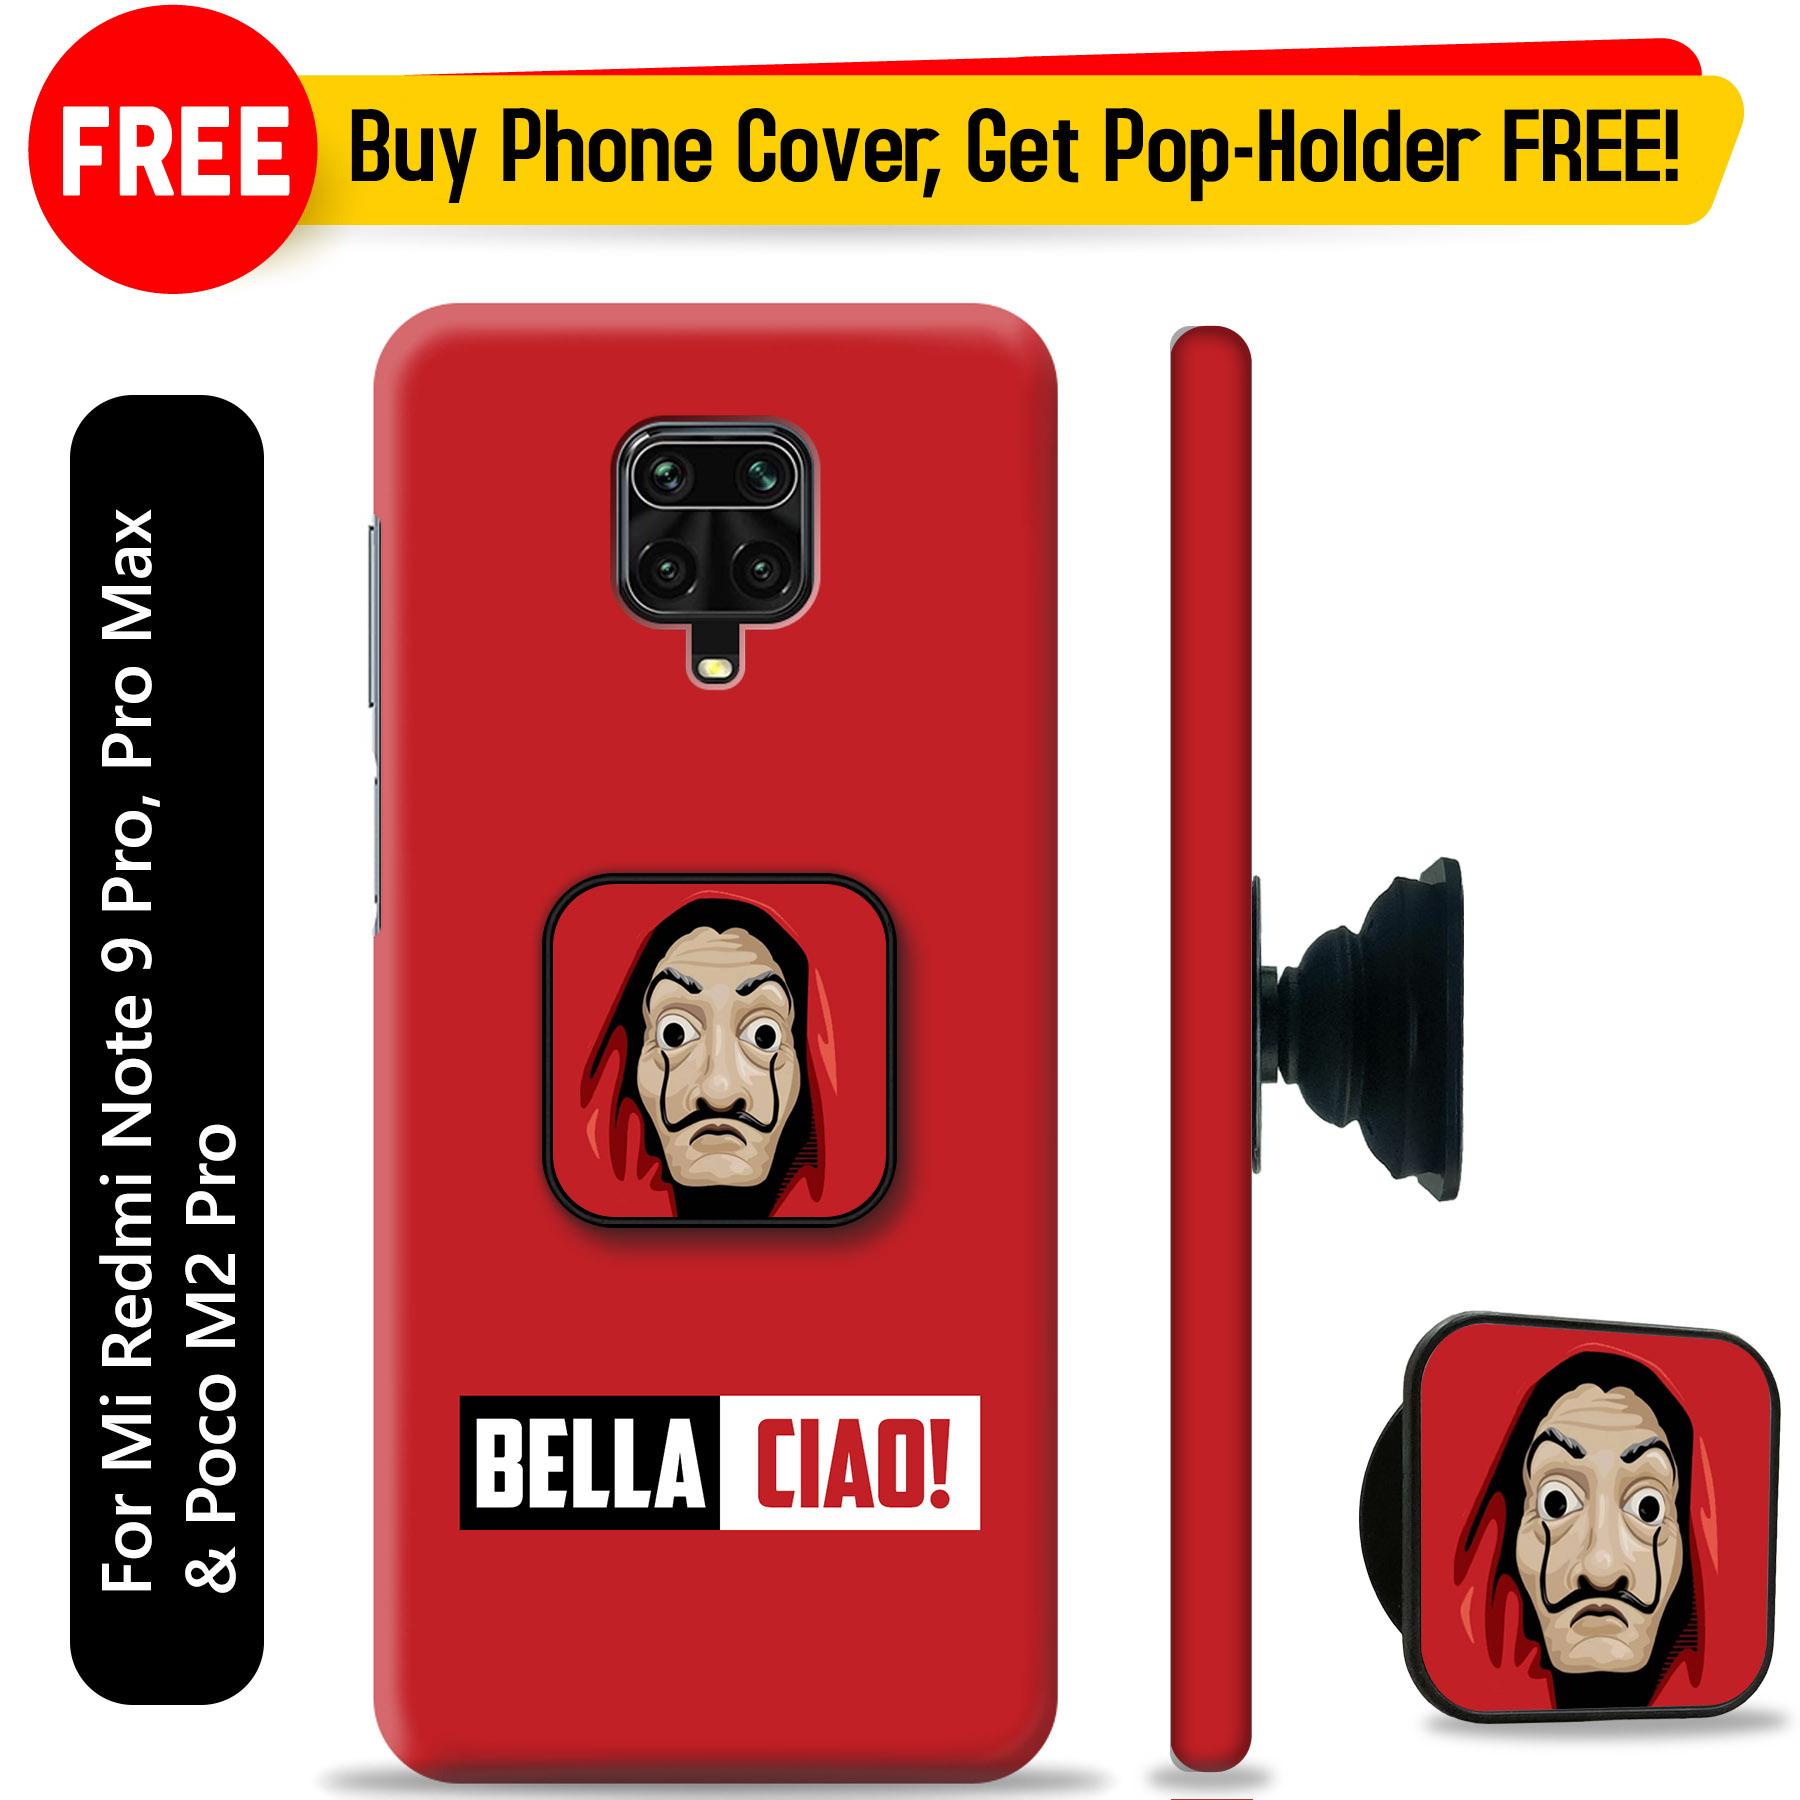 FREE
Buy Phone Cover, Get Pop-Holder FREE!
For Mi Redmi Note 9 Pro, Pro Max
& Poco M2 Pro
BELLA CIAO!